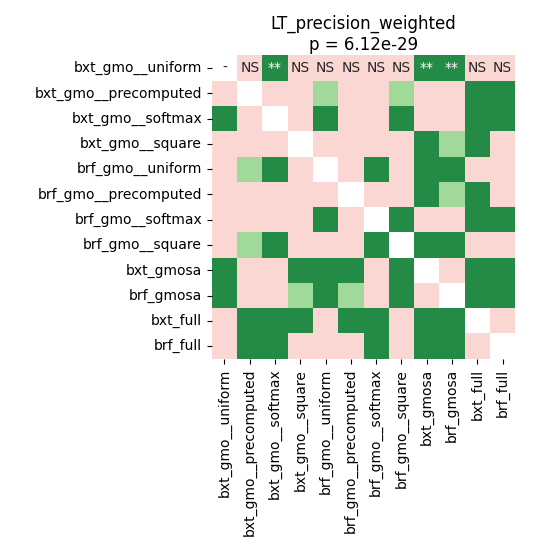 LT_precision_weighted
p = 6.12e-29
bxt_gmo__uniform - NS ** NS NS NS NS NS ** ** NS NS
bxt_gmo__precomputed
bxt_gmo__softmax
bxt_gmo__square
brf_gmo__uniform
brf_gmo__precomputed
brf_gmo__softmax
brf_gmo__square
bxt_gmosa
brf_gmosa
bxt_full
brf_full
bxt_gmo__uniform
bxt_gmo__precomputed
bxt_gmo__softmax
bxt_gmo__square
brf_gmo__uniform
brf_gmo__precomputed
brf_gmo__softmax
brf_gmo__square
bxt_gmosa
brf_gmosa
bxt_full
brf_full